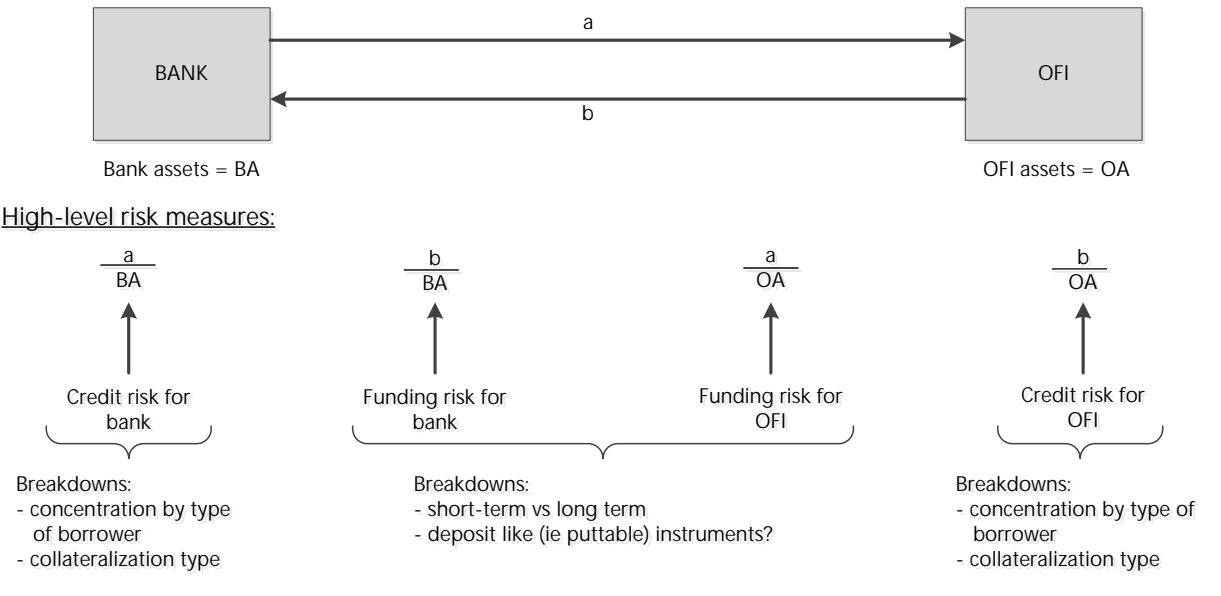 a
BANK
OFI
b
Bank assets = BA
OFI assets = OA
High-level risk measures:
a
BA
b
BA
a
OA
b
OA
Credit risk for
bank
Funding risk for
bank
Funding risk for
OFI
Credit risk for
OFI
Breakdowns:
- concentration by type
of borrower
- collateralization type
Breakdowns:
- short-term vs long term
- deposit like (ie puttable) instruments?
Breakdowns:
- concentration by type of
borrower
- collateralization type